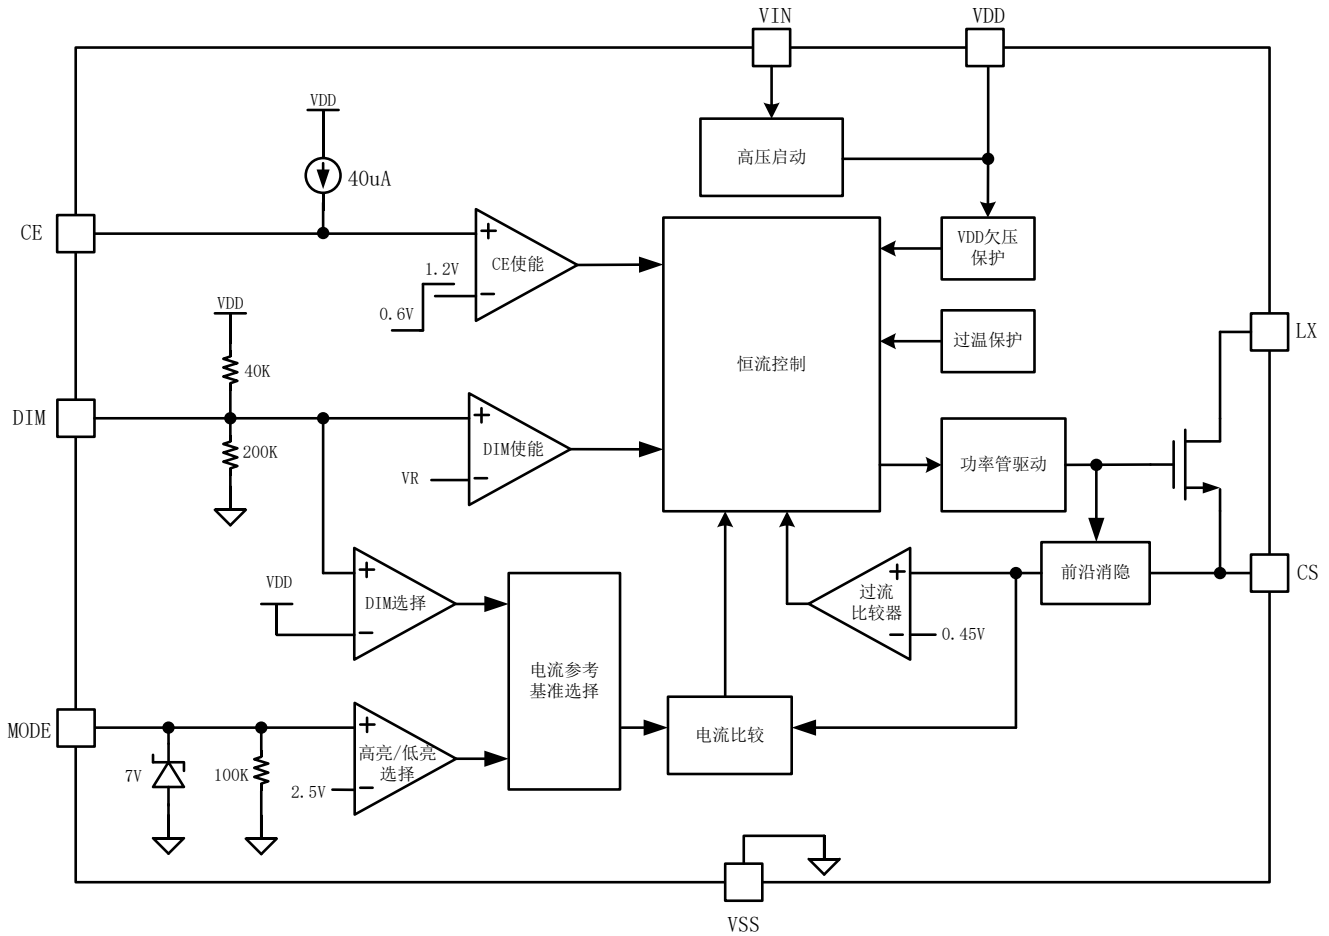 VIN
VDD
VDD
高压启动
40uA
CE
+
CE使能
−
1.2V
0.6V
VDD欠压
保护
VDD
过温保护
LX
40K
恒流控制
DIM
+
200K
DIM使能
VR
−
功率管驱动
+
VDD
DIM选择
−
+
过流
比较器
−
0.45V
前沿消隐
CS
电流参考
基准选择
MODE
+
高亮/低亮
选择
−
2.5V
7V
100K
电流比较
VSS